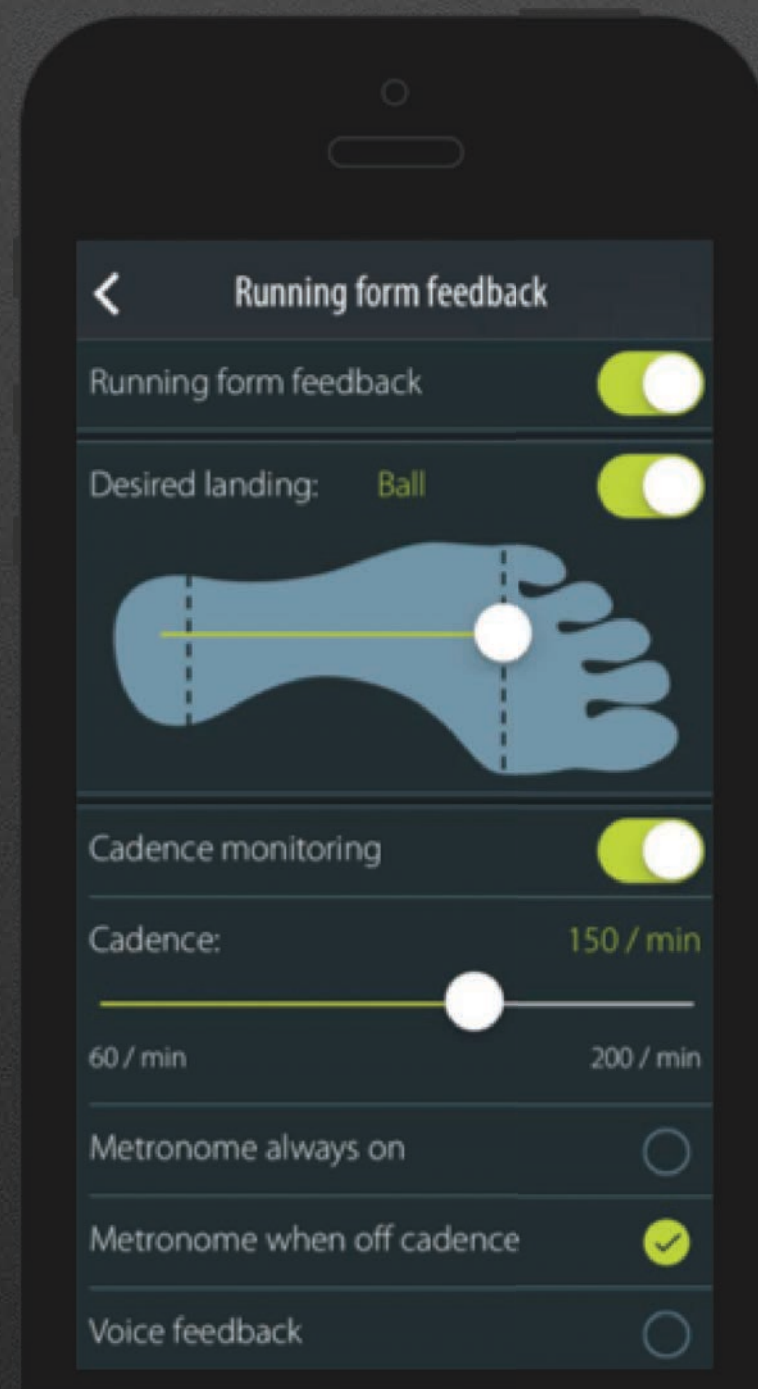 Running form feedback
Running form feedback
Desired landing: Ball
Cadence monitoring
Cadence: 150 / min
60 / min 200 / min
Metronome always on
Metronome when off cadence
Voice feedback